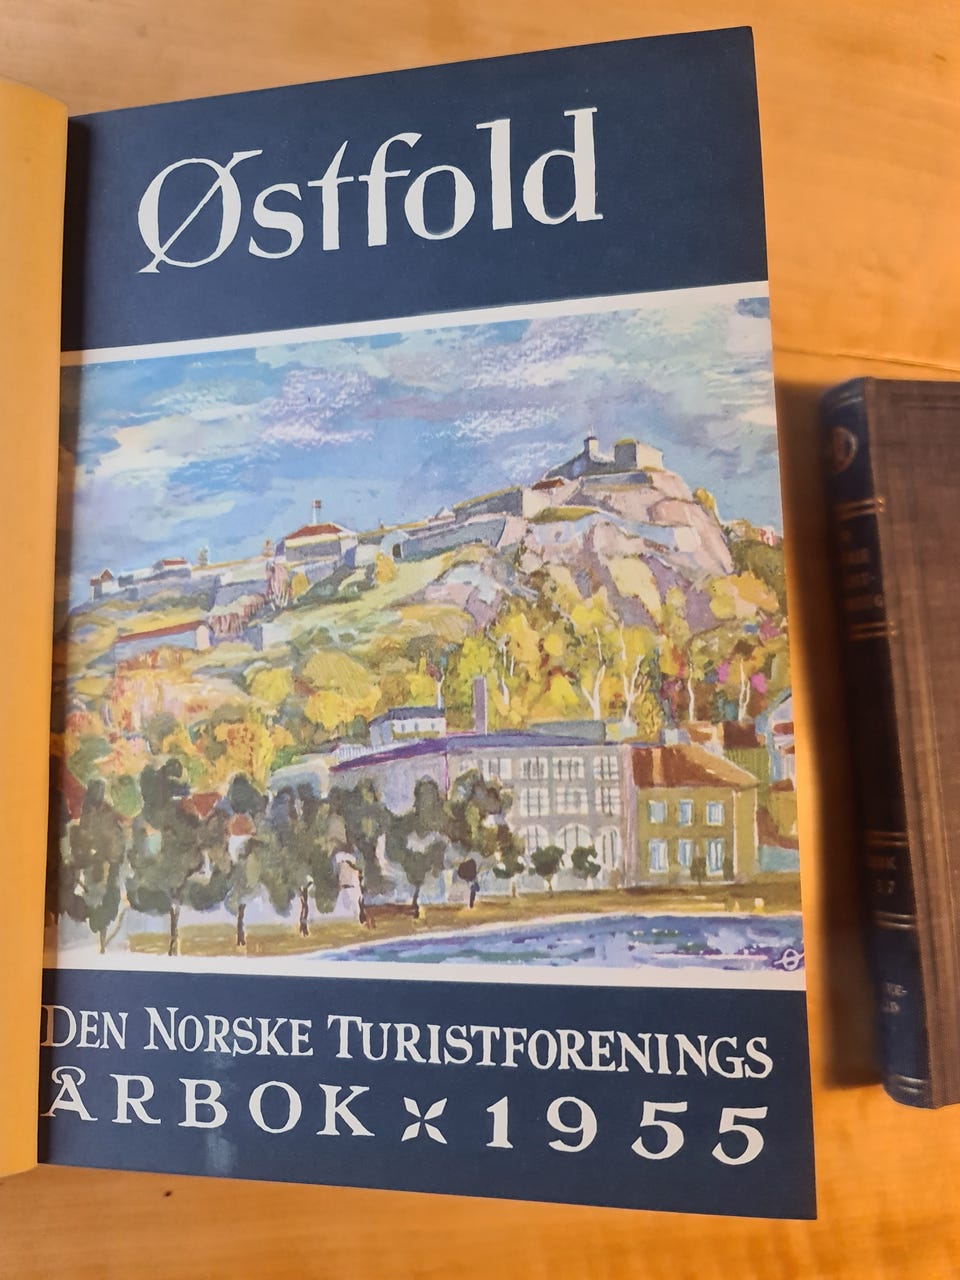 Østfold
DEN NORSKE TURISTFORENINGS
ÅRBOK 1955